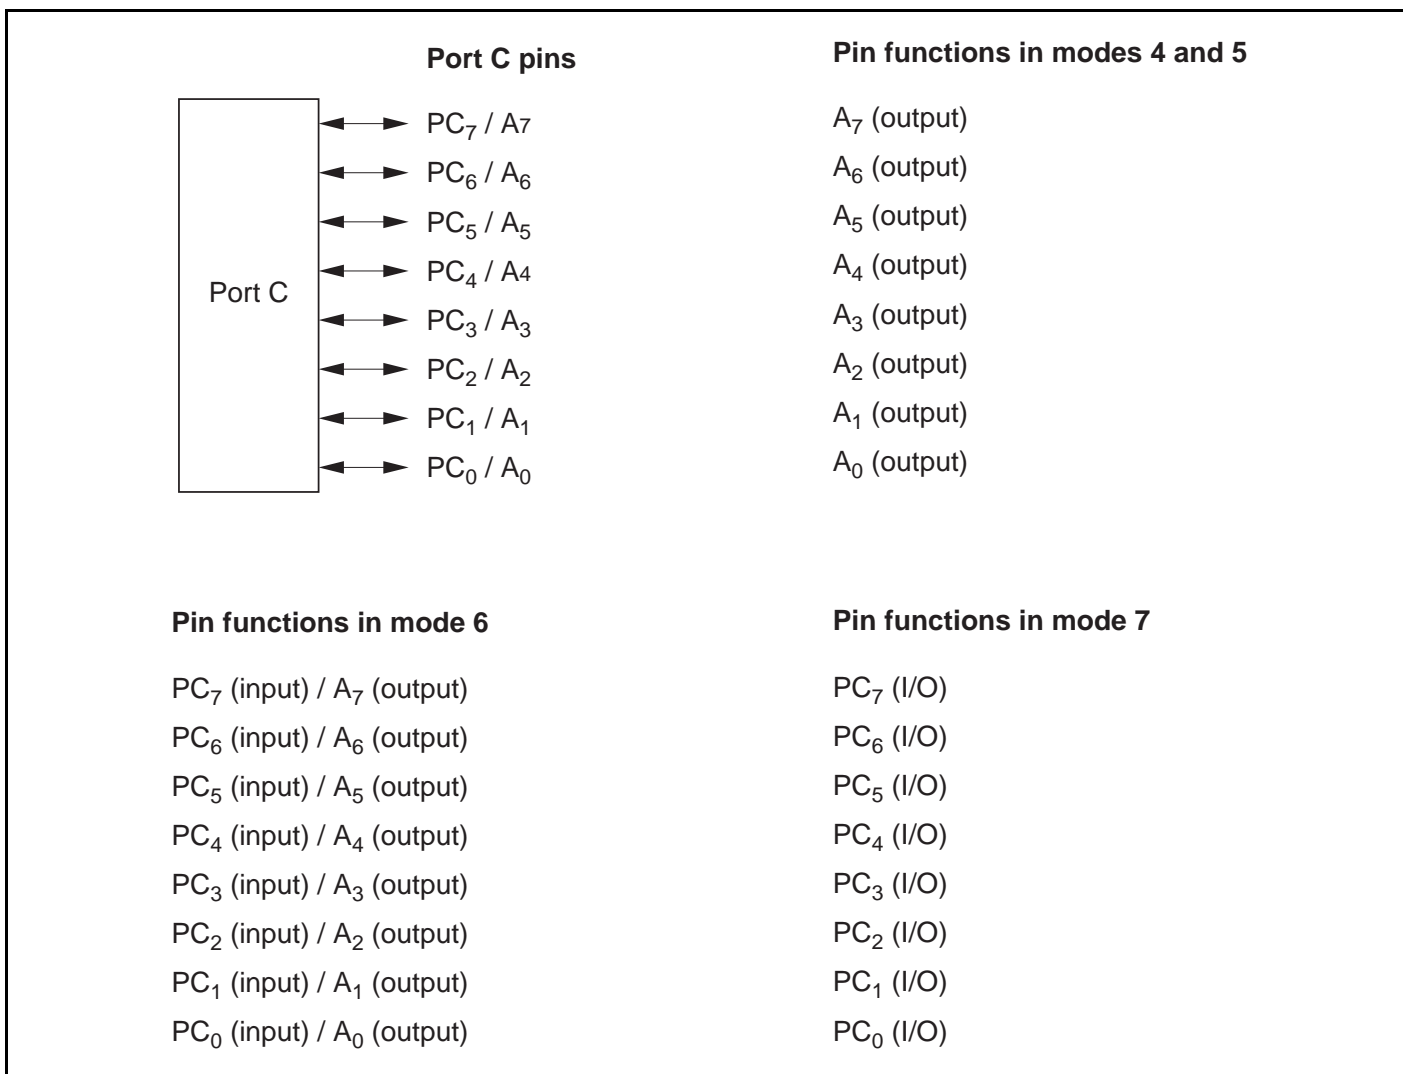 Port C pins
Port C
PC₇ / A7
PC₆ / A₆
PC₅ / A₅
PC₄ / A4
PC₃ / A₃
PC₂ / A₂
PC₁ / A₁
PC₀ / A₀
Pin functions in modes 4 and 5
A₇ (output)
A₆ (output)
A₅ (output)
A₄ (output)
A₃ (output)
A₂ (output)
A₁ (output)
A₀ (output)
Pin functions in mode 6
PC₇ (input) / A₇ (output)
PC₆ (input) / A₆ (output)
PC₅ (input) / A₅ (output)
PC₄ (input) / A₄ (output)
PC₃ (input) / A₃ (output)
PC₂ (input) / A₂ (output)
PC₁ (input) / A₁ (output)
PC₀ (input) / A₀ (output)
Pin functions in mode 7
PC₇ (I/O)
PC₆ (I/O)
PC₅ (I/O)
PC₄ (I/O)
PC₃ (I/O)
PC₂ (I/O)
PC₁ (I/O)
PC₀ (I/O)